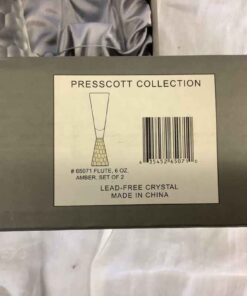 PRESSCOTT COLLECTION
# 65071 FLUTE, 6 OZ,
AMBER, SET OF 2
LEAD-FREE CRYSTAL
MADE IN CHINA